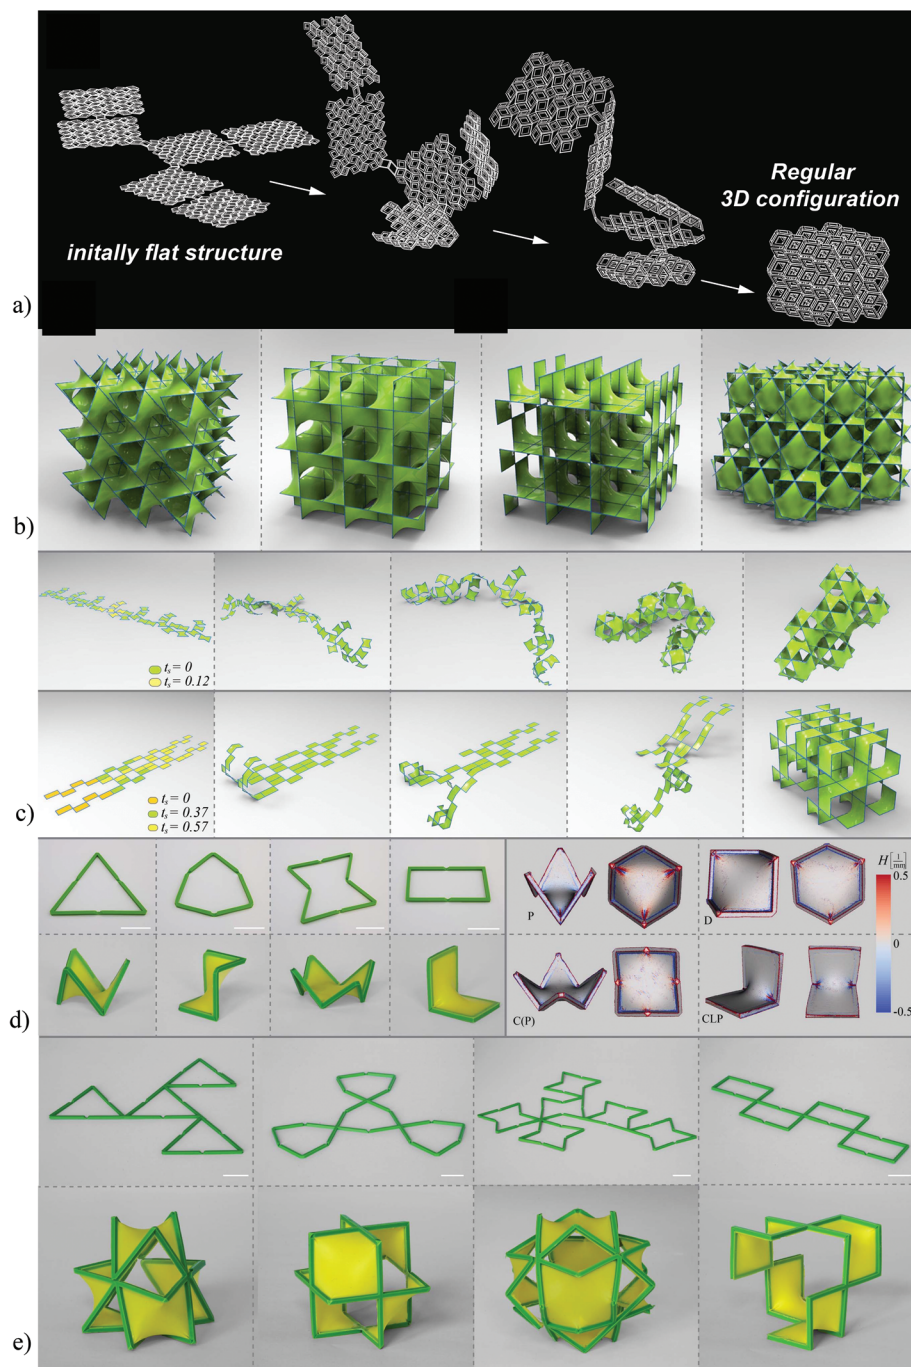 initally flat structure
Regular
3D configuration
a)
b)
tₛ = 0
tₛ = 0.12
tₛ = 0
tₛ = 0.37
tₛ = 0.57
c)
P
D
H[1/mm]
0.5
0
-0.5
C(P)
CLP
d)
e)